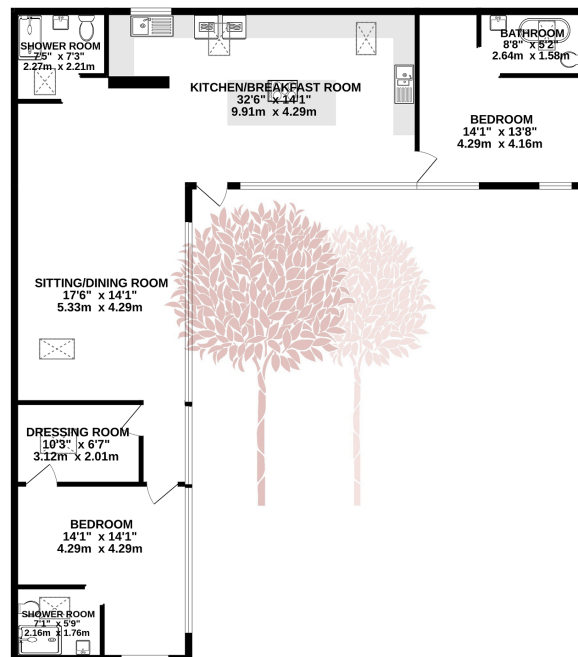 SHOWER ROOM
7'5" x 7'3"
2.27m x 2.21m
KITCHEN/BREAKFAST ROOM
32'6" x 14'1"
9.91m x 4.29m
BATHROOM
8'8" x 5'2"
2.64m x 1.58m
BEDROOM
14'1" x 13'8"
4.29m x 4.16m
SITTING/DINING ROOM
17'6" x 14'1"
5.33m x 4.29m
DRESSING ROOM
10'3" x 6'7"
3.12m x 2.01m
BEDROOM
14'1" x 14'1"
4.29m x 4.29m
SHOWER ROOM
7'1" x 5'9"
2.16m x 1.76m